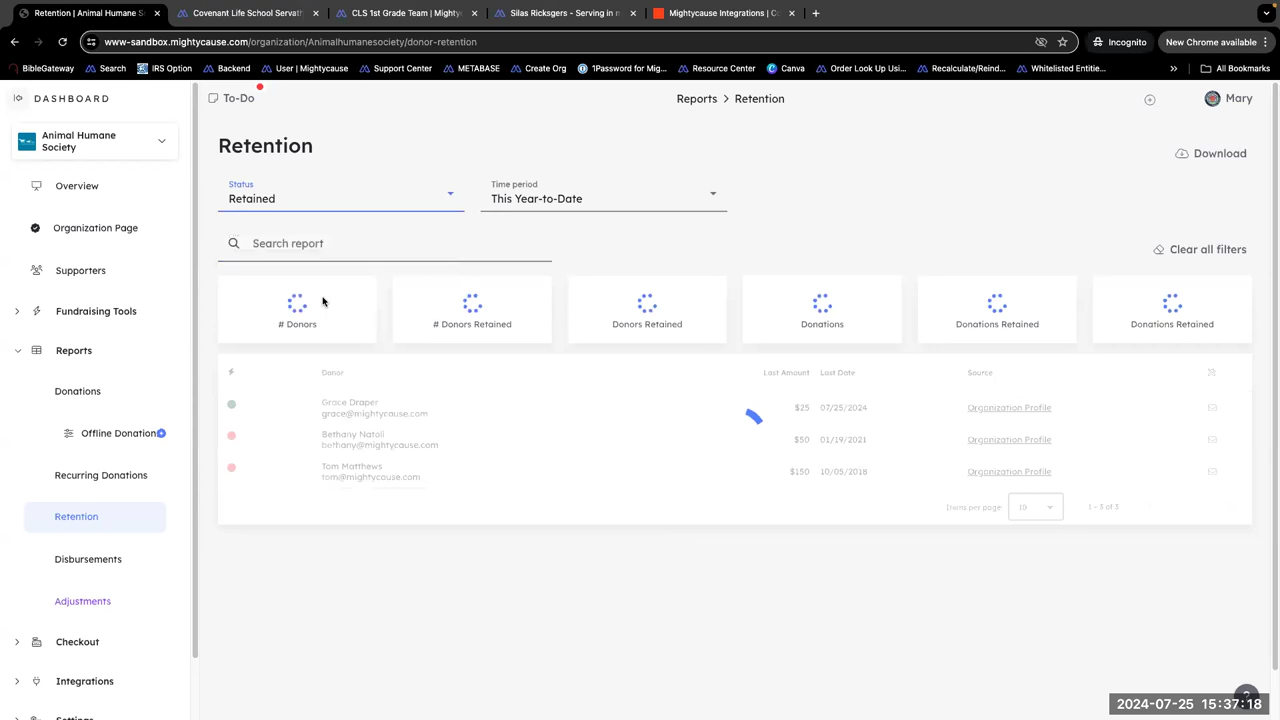 Retention | Animal Humane S
Covenant Life School Servath
CLS 1st Grade Team | Mighty
Silas Ricksgers - Serving in
Mightycause Integrations | C
www-sandbox.mightycause.com/organization/Animalhumanesociety/donor-retention
Incognito
New Chrome available
BibleGateway
Search
IRS Option
Backend
User | Mightycause
Support Center
METABASE
Create Org
1Password for Mig...
Resource Center
Canva
Order Look Up Usi...
Recalculate/Reind...
Whitelisted Entitie...
»
All Bookmarks
DASHBOARD
To-Do
Reports > Retention
Mary
Animal Humane
Society
Retention
Download
Overview
Status
Retained
Time period
This Year-to-Date
Organization Page
Search report
Clear all filters
Supporters
Fundraising Tools
# Donors
# Donors Retained
Donors Retained
Donations
Donations Retained
Donations Retained
Reports
Donor
Last Amount
Last Date
Source
Donations
Grace Draper
grace@mightycause.com
$25
07/25/2024
Organization Profile
Offline Donation
Bethany Natoli
bethany@mightycause.com
$50
01/19/2021
Organization Profile
Recurring Donations
Tom Matthews
tom@mightycause.com
$150
10/05/2018
Organization Profile
Items per page:
10
1 - 3 of 3
Retention
Disbursements
Adjustments
Checkout
Integrations
Settings
?
2024-07-25 15:37:18